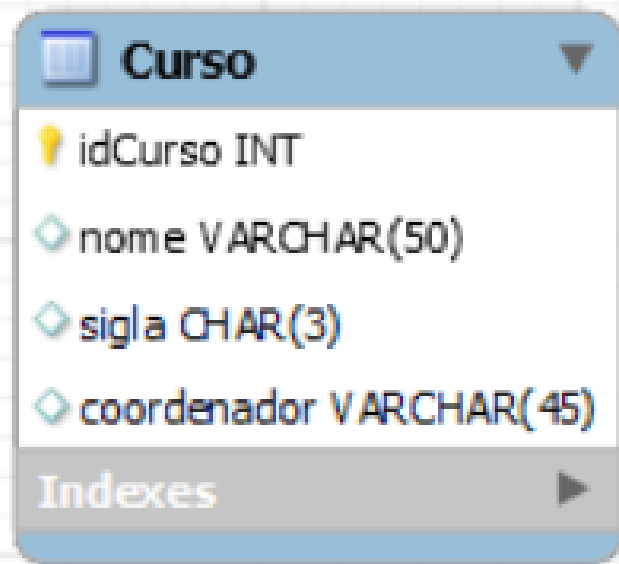 Curso
idCurso INT
nome VARCHAR(50)
sigla CHAR(3)
coordenador VARCHAR(45)
Indexes